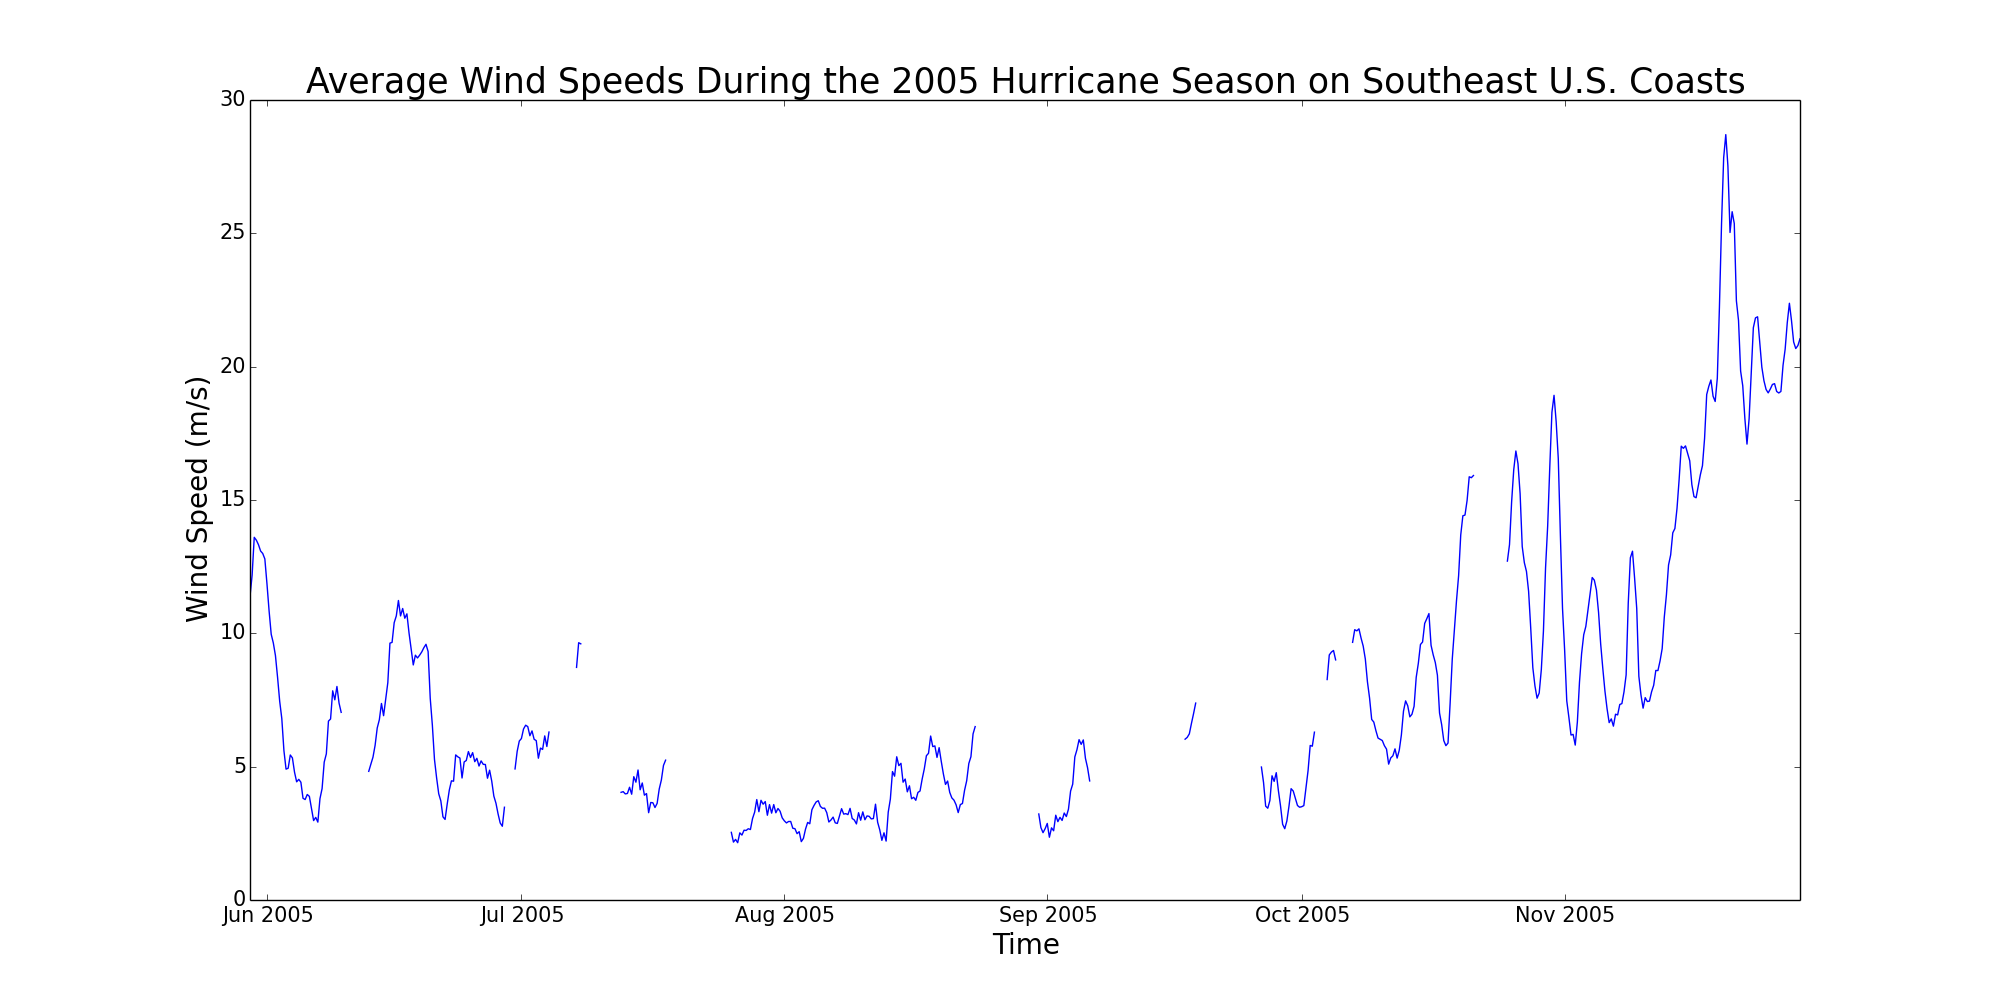 Average Wind Speeds During the 2005 Hurricane Season on Southeast U.S. Coasts
30
25
20
15
10
5
0
Wind Speed (m/s)
Jun 2005 Jul 2005 Aug 2005 Sep 2005 Oct 2005 Nov 2005
Time